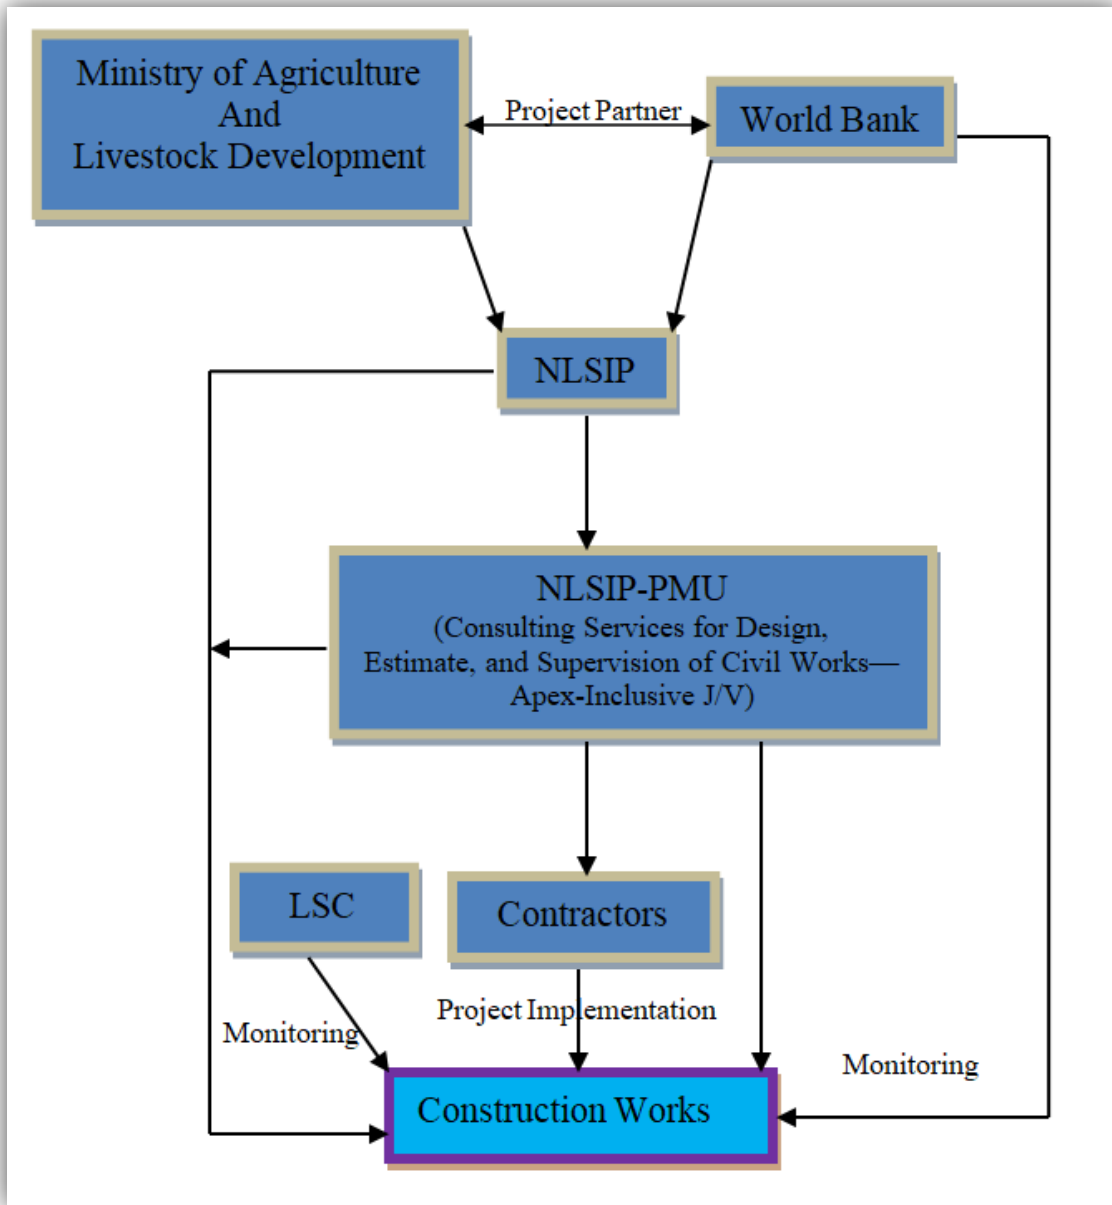 Ministry of Agriculture
And
Livestock Development
Project Partner
World Bank
NLSIP
NLSIP-PMU
(Consulting Services for Design,
Estimate, and Supervision of Civil Works—
Apex-Inclusive J/V)
LSC
Contractors
Project Implementation
Monitoring
Monitoring
Construction Works